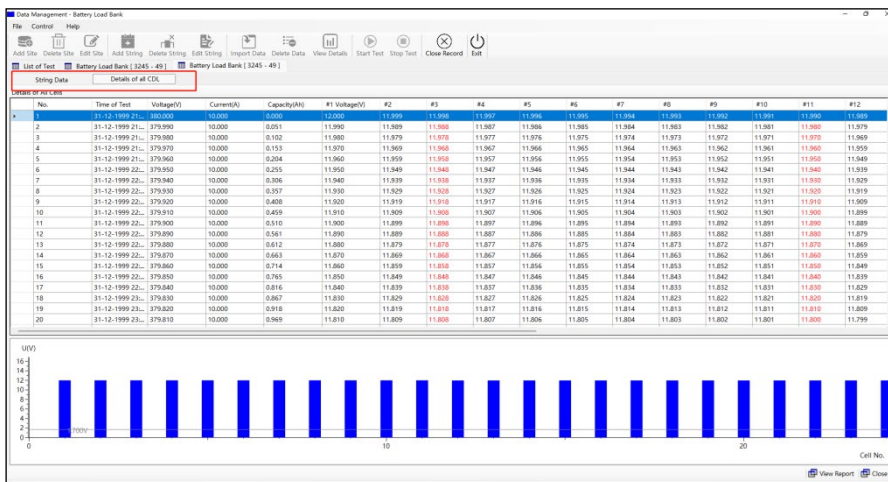 Data Management - Battery Load Bank
File Control Help
Add Site Delete Site Edit Site Add String Delete String Edit String Import Data Delete Data View Details Start Test Stop Test Close Record Exit
List of Test Battery Load Bank [ 3245 - 49 ] Battery Load Bank [ 3245 - 49 ]
String Data Details of all CDL
Details of All Cells
No. Time of Test Voltage(V) Current(A) Capacity(Ah) #1 Voltage(V) #2 #3 #4 #5 #6 #7 #8 #9 #10 #11 #12
1 31-12-1999 21:... 380.000 10.000 0.000 12.000 11.999 11.998 11.997 11.996 11.995 11.994 11.993 11.992 11.991 11.990 11.989
2 31-12-1999 21:... 379.990 10.000 0.051 11.990 11.989 11.988 11.987 11.986 11.985 11.984 11.983 11.982 11.981 11.980 11.979
3 31-12-1999 21:... 379.980 10.000 0.102 11.980 11.979 11.978 11.977 11.976 11.975 11.974 11.973 11.972 11.971 11.970 11.969
4 31-12-1999 21:... 379.970 10.000 0.153 11.970 11.969 11.968 11.967 11.966 11.965 11.964 11.963 11.962 11.961 11.960 11.959
5 31-12-1999 21:... 379.960 10.000 0.204 11.960 11.959 11.958 11.957 11.956 11.955 11.954 11.953 11.952 11.951 11.950 11.949
6 31-12-1999 22:... 379.950 10.000 0.255 11.950 11.949 11.948 11.947 11.946 11.945 11.944 11.943 11.942 11.941 11.940 11.939
7 31-12-1999 22:... 379.940 10.000 0.306 11.940 11.939 11.938 11.937 11.936 11.935 11.934 11.933 11.932 11.931 11.930 11.929
8 31-12-1999 22:... 379.930 10.000 0.357 11.930 11.929 11.928 11.927 11.926 11.925 11.924 11.923 11.922 11.921 11.920 11.919
9 31-12-1999 22:... 379.920 10.000 0.408 11.920 11.919 11.918 11.917 11.916 11.915 11.914 11.913 11.912 11.911 11.910 11.909
10 31-12-1999 22:... 379.910 10.000 0.459 11.910 11.909 11.908 11.907 11.906 11.905 11.904 11.903 11.902 11.901 11.900 11.899
11 31-12-1999 22:... 379.900 10.000 0.510 11.900 11.899 11.898 11.897 11.896 11.895 11.894 11.893 11.892 11.891 11.890 11.889
12 31-12-1999 22:... 379.890 10.000 0.561 11.890 11.889 11.888 11.887 11.886 11.885 11.884 11.883 11.882 11.881 11.880 11.879
13 31-12-1999 22:... 379.880 10.000 0.612 11.880 11.879 11.878 11.877 11.876 11.875 11.874 11.873 11.872 11.871 11.870 11.869
14 31-12-1999 22:... 379.870 10.000 0.663 11.870 11.869 11.868 11.867 11.866 11.865 11.864 11.863 11.862 11.861 11.860 11.859
15 31-12-1999 22:... 379.860 10.000 0.714 11.860 11.859 11.858 11.857 11.856 11.855 11.854 11.853 11.852 11.851 11.850 11.849
16 31-12-1999 22:... 379.850 10.000 0.765 11.850 11.849 11.848 11.847 11.846 11.845 11.844 11.843 11.842 11.841 11.840 11.839
17 31-12-1999 22:... 379.840 10.000 0.816 11.840 11.839 11.838 11.837 11.836 11.835 11.834 11.833 11.832 11.831 11.830 11.829
18 31-12-1999 23:... 379.830 10.000 0.867 11.830 11.829 11.828 11.827 11.826 11.825 11.824 11.823 11.822 11.821 11.820 11.819
19 31-12-1999 23:... 379.820 10.000 0.918 11.820 11.819 11.818 11.817 11.816 11.815 11.814 11.813 11.812 11.811 11.810 11.809
20 31-12-1999 23:... 379.810 10.000 0.969 11.810 11.809 11.808 11.807 11.806 11.805 11.804 11.803 11.802 11.801 11.800 11.799
U(V)
16
14
12
10
8
6
4
2
1.700V
0
0 10 20
Cell No.
View Report Close